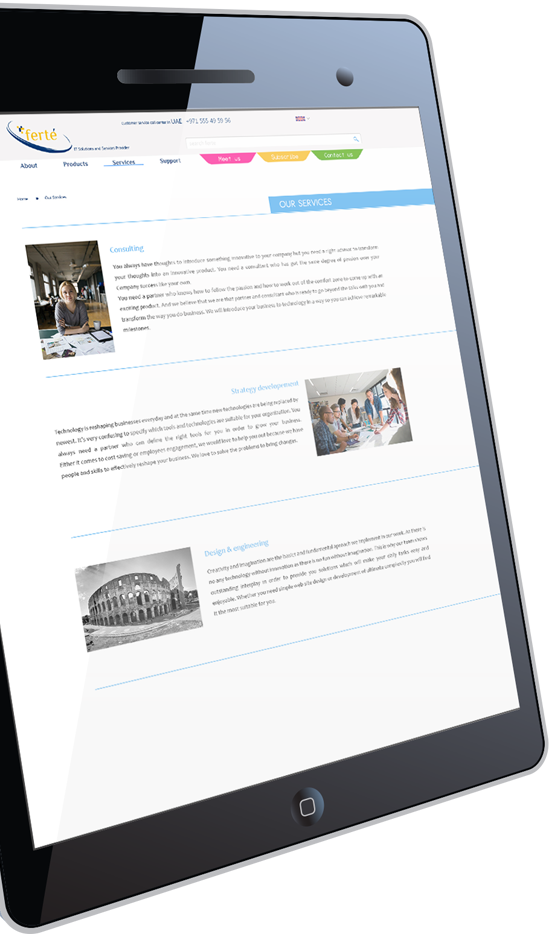 ferté
IT Solutions and Services Provider
customer service call center in UAE +971 555 49 39 56
About
Products
Services
Support
Meet us
Subscribe
Contact us
Home
Our Services
OUR SERVICES
Consulting
You always have thoughts to introduce something innovative to your company but you need a right advisor to transform
your thoughts into an innovative product. You need a consultant who has got the same degree of passion over your
Company success like your own.
You need a partner who knows how to follow the passion and how to work out of the comfort zone to come up with an
exciting product. And we believe that we are that partner and consultant who is ready to go beyond the talks with you and
transform the way you do business. We will introduce your business to technology in a way so you can achieve remarkable
milestones.
Strategy development
Technology is reshaping businesses everyday and at the same time new technologies are being replaced by
newest. It's very confusing to specify which tools and technologies are suitable for your organization. You
always need a partner who can define the right tools for you in order to grow your business.
Either it comes to cost saving or employees engagement, we would love to help you out because we have
people and skills to effectively reshape your business. We love to solve the problems to bring changes.
Design & engineering
Creativity and imagination are the basics and fundamental aproach we implement in our work. As there is
no any technology without innovation as there is no fun without imagination. This is why our team shows
outstanding interplay in order to provide you solutions which will make your daily tasks easy and
enjoyable. Whether you need simple web site design or development of ultimate complexity you will find
it the most suitable for you.